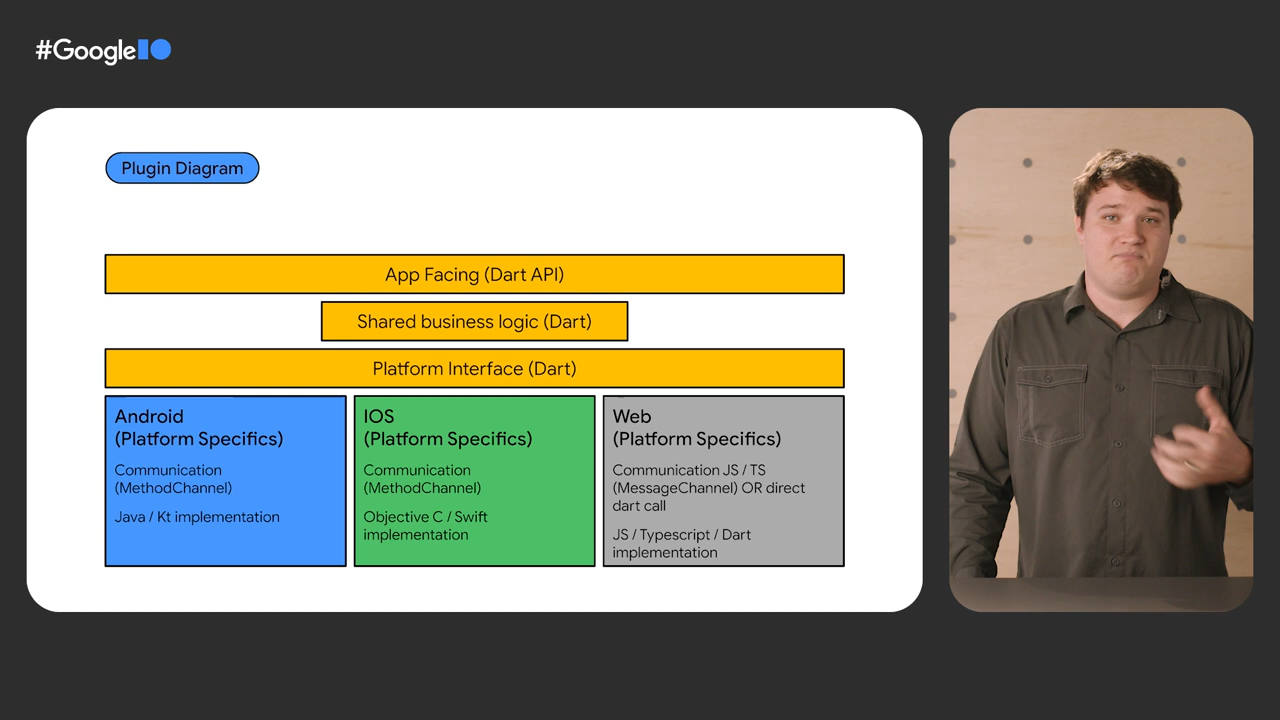 #GoogleIO
Plugin Diagram
App Facing (Dart API)
Shared business logic (Dart)
Platform Interface (Dart)
Android
(Platform Specifics)
Communication
(MethodChannel)
Java / Kt implementation
IOS
(Platform Specifics)
Communication
(MethodChannel)
Objective C / Swift
implementation
Web
(Platform Specifics)
Communication JS / TS
(MessageChannel) OR direct
dart call
JS / Typescript / Dart
implementation